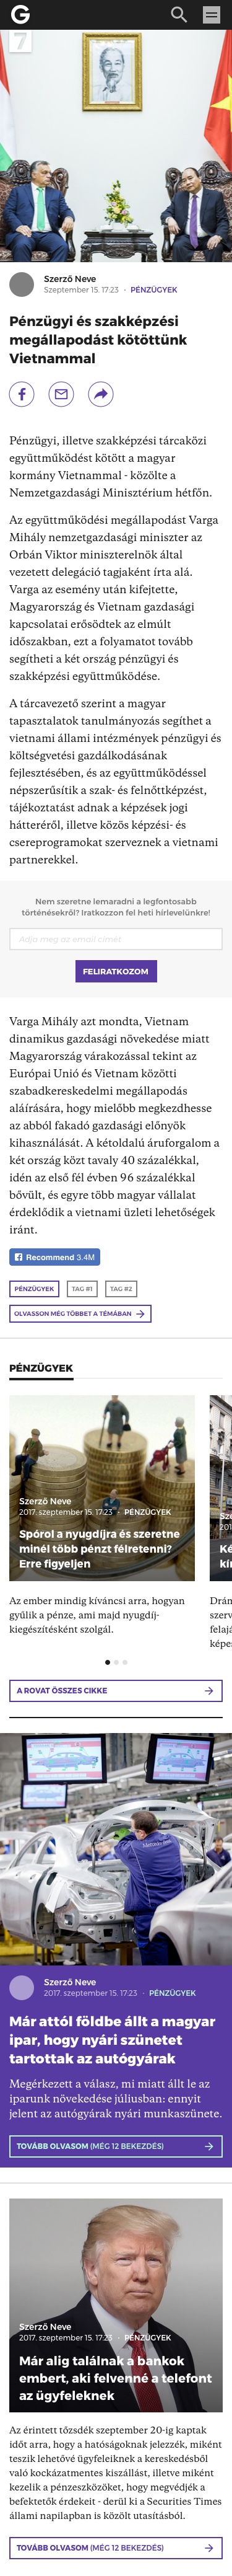 G
7
Szerző Neve
Szeptember 15. 17:23 · PÉNZÜGYEK
Pénzügyi és szakképzési
megállapodást kötöttünk
Vietnammal
Pénzügyi, illetve szakképzési tárcaközi
együttműködést kötött a magyar
kormány Vietnammal - közölte a
Nemzetgazdasági Minisztérium hétfőn.
Az együttműködési megállapodást Varga
Mihály nemzetgazdasági miniszter az
Orbán Viktor miniszterelnök által
vezetett delegáció tagjaként írta alá.
Varga az esemény után kifejtette,
Magyarország és Vietnam gazdasági
kapcsolatai erősödtek az elmúlt
időszakban, ezt a folyamatot tovább
segítheti a két ország pénzügyi és
szakképzési együttműködése.
A tárcavezető szerint a magyar
tapasztalatok tanulmányozás segíthet a
vietnami állami intézmények pénzügyi és
költségvetési gazdálkodásának
fejlesztésében, és az együttműködéssel
népszerűsítik a szak- és felnőttképzést,
tájékoztatást adnak a képzések jogi
hátteréről, illetve közös képzési- és
csereprogramokat szerveznek a vietnami
partnerekkel.
Nem szeretne lemaradni a legfontosabb
történésekről? Iratkozzon fel heti hírlevelünkre!
Adja meg az email címét
FELIRATKOZOM
Varga Mihály azt mondta, Vietnam
dinamikus gazdasági növekedése miatt
Magyarország várakozással tekint az
Európai Unió és Vietnam közötti
szabadkereskedelmi megállapodás
aláírására, hogy mielőbb megkezdhesse
az abból fakadó gazdasági előnyök
kihasználását. A kétoldalú áruforgalom a
két ország közt tavaly 40 százalékkal,
idén az első fél évben 96 százalékkal
bővült, és egyre több magyar vállalat
érdeklődik a vietnami üzleti lehetőségek
iránt.
Recommend 3.4M
PÉNZÜGYEK TAG #1 TAG #2
OLVASSON MÉG TÖBBET A TÉMÁBAN
PÉNZÜGYEK
Szerző Neve
2017. szeptember 15. 17:23 · PÉNZÜGYEK
Spórol a nyugdíjra és szeretne
minél több pénzt félretenni?
Erre figyeljen
Az ember mindig kíváncsi arra, hogyan
gyűlik a pénze, ami majd nyugdíj-
kiegészítésként szolgál.
A ROVAT ÖSSZES CIKKE
Szerző Neve
2017. szeptember 15. 17:23 · PÉNZÜGYEK
Már attól földbe állt a magyar
ipar, hogy nyári szünetet
tartottak az autógyárak
Megérkezett a válasz, mi miatt állt le az
iparunk növekedése júliusban: ennyit
jelent az autógyárak nyári munkaszünete.
TOVÁBB OLVASOM (MÉG 12 BEKEZDÉS)
Szerző Neve
2017. szeptember 15. 17:23 · PÉNZÜGYEK
Már alig találnak a bankok
embert, aki felvenné a telefont
az ügyfeleknek
Az érintett tőzsdék szeptember 20-ig kaptak
időt arra, hogy a hatóságoknak jelezzék, miként
teszik lehetővé ügyfeleiknek a kereskedésből
való kockázatmentes kiszállást, illetve miként
kezelik a pénzeszközöket, hogy megvédjék a
befektetők érdekeit - derül ki a Securities Times
állami napilapban is közölt utasításból.
TOVÁBB OLVASOM (MÉG 12 BEKEZDÉS)